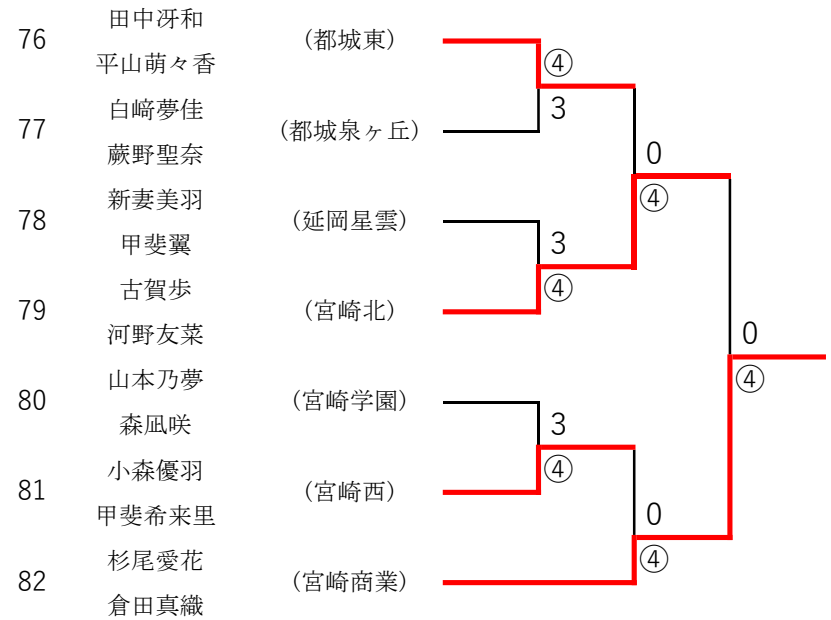 田中冴和
76 (都城東)
平山萌々香
④
白﨑夢佳
3
77 (都城泉ヶ丘)
蕨野聖奈
0
新妻美羽
④
78 (延岡星雲)
甲斐翼
3
古賀歩
④
79 (宮崎北)
河野友菜
0
山本乃夢
④
80 (宮崎学園)
森凪咲
3
小森優羽
④
81 (宮崎西)
甲斐希来里
0
杉尾愛花
④
82 (宮崎商業)
倉田真織